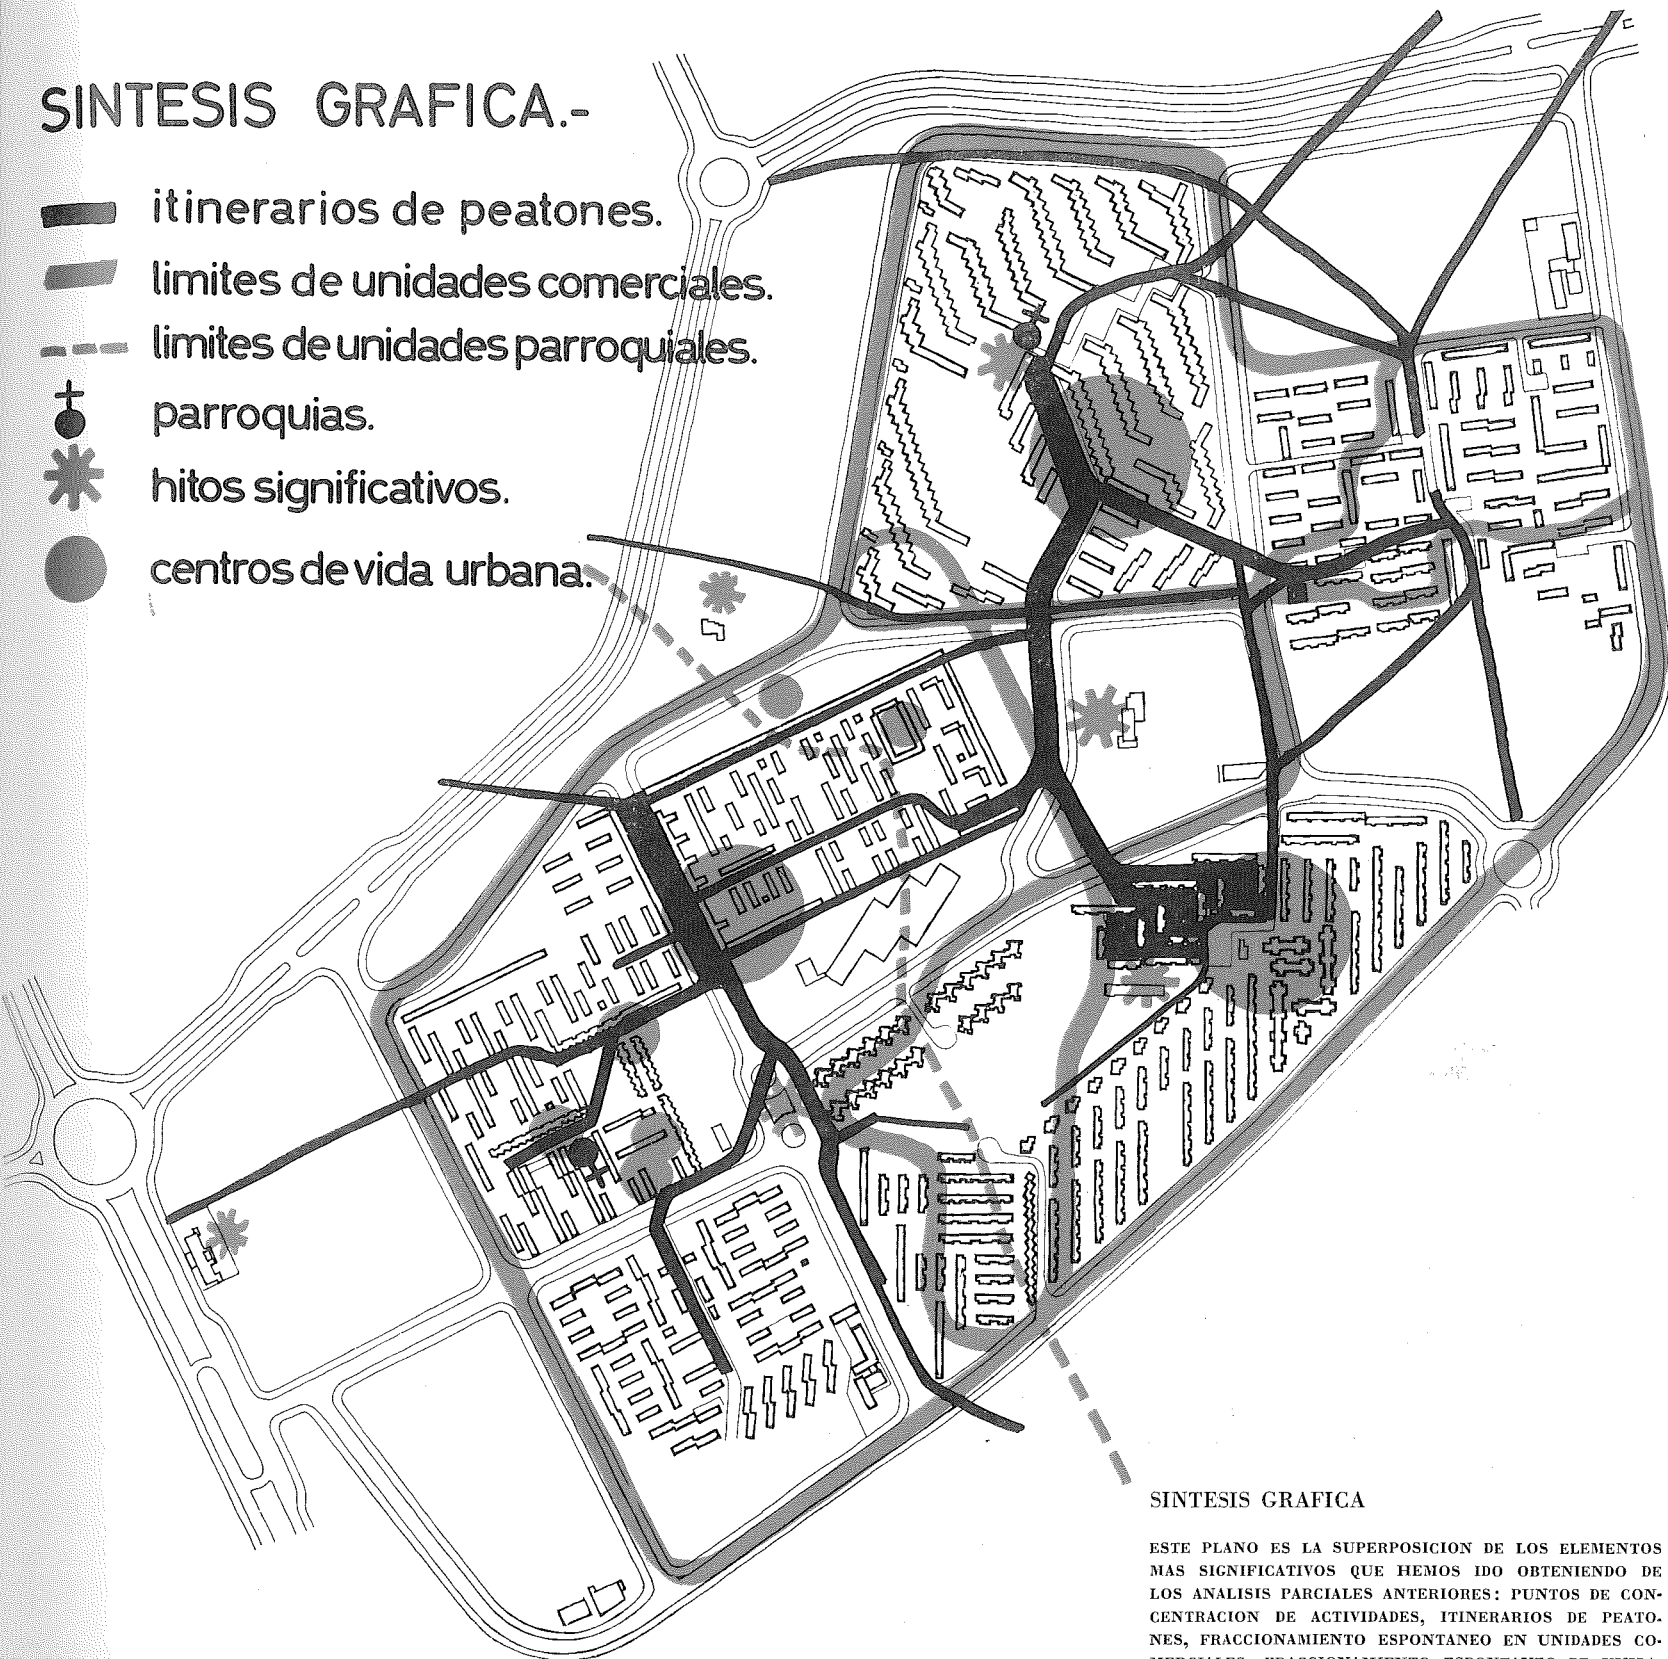 SINTESIS GRAFICA.-
itinerarios de peatones.
limites de unidades comerciales.
limites de unidades parroquiales.
parroquias.
hitos significativos.
centros de vida urbana.
SINTESIS GRAFICA
ESTE PLANO ES LA SUPERPOSICION DE LOS ELEMENTOS
MAS SIGNIFICATIVOS QUE HEMOS IDO OBTENIENDO DE
LOS ANALISIS PARCIALES ANTERIORES: PUNTOS DE CON-
CENTRACION DE ACTIVIDADES, ITINERARIOS DE PEATO-
NES, FRACCIONAMIENTO ESPONTANEO EN UNIDADES CO-